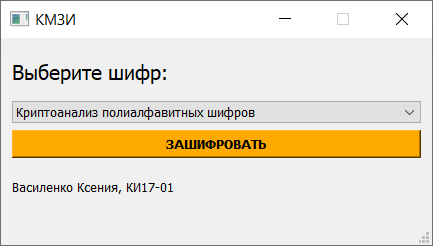 КМЗИ
Выберите шифр:
Криптоанализ полиалфавитных шифров
ЗАШИФРОВАТЬ
Василенко Ксения, КИ17-01